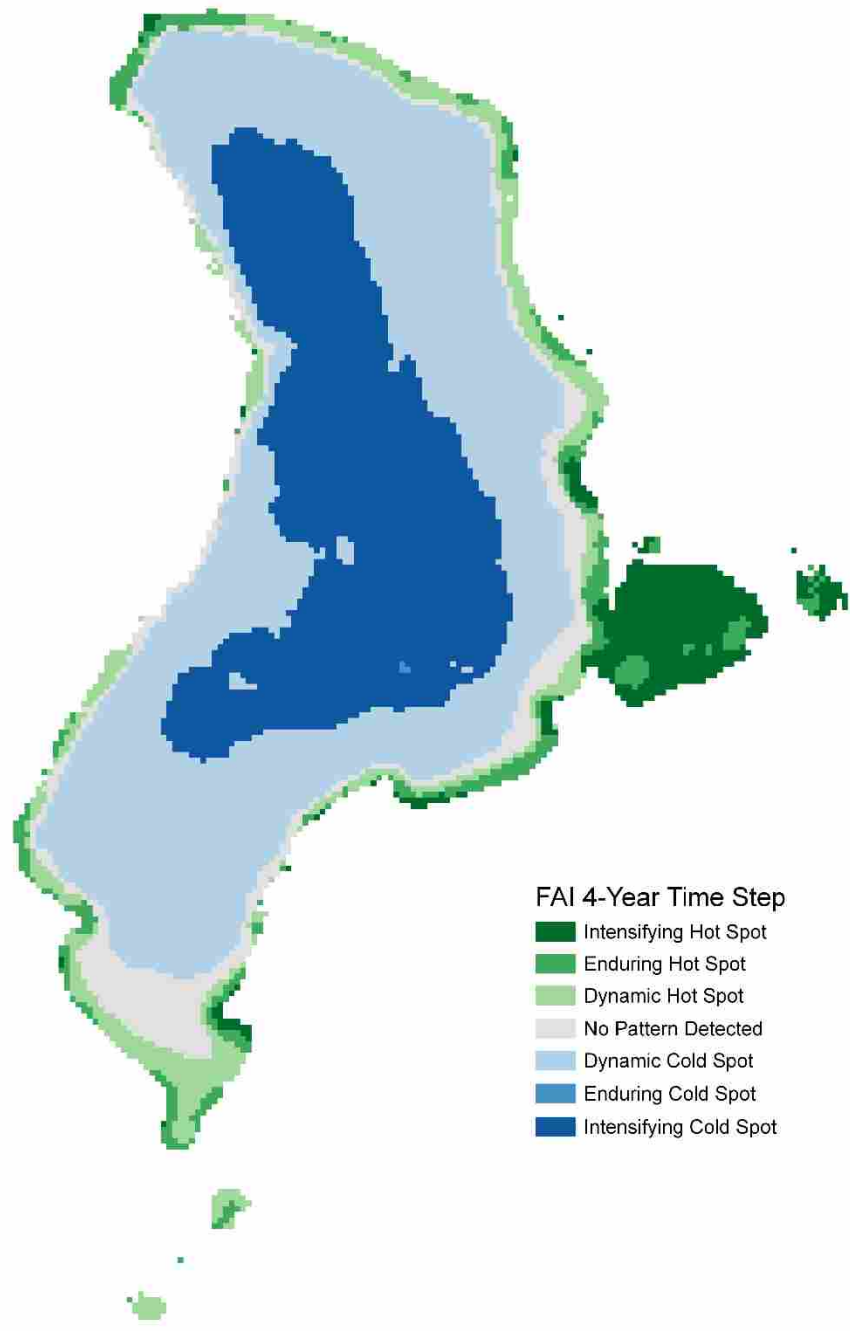 FAI 4-Year Time Step
Intensifying Hot Spot
Enduring Hot Spot
Dynamic Hot Spot
No Pattern Detected
Dynamic Cold Spot
Enduring Cold Spot
Intensifying Cold Spot